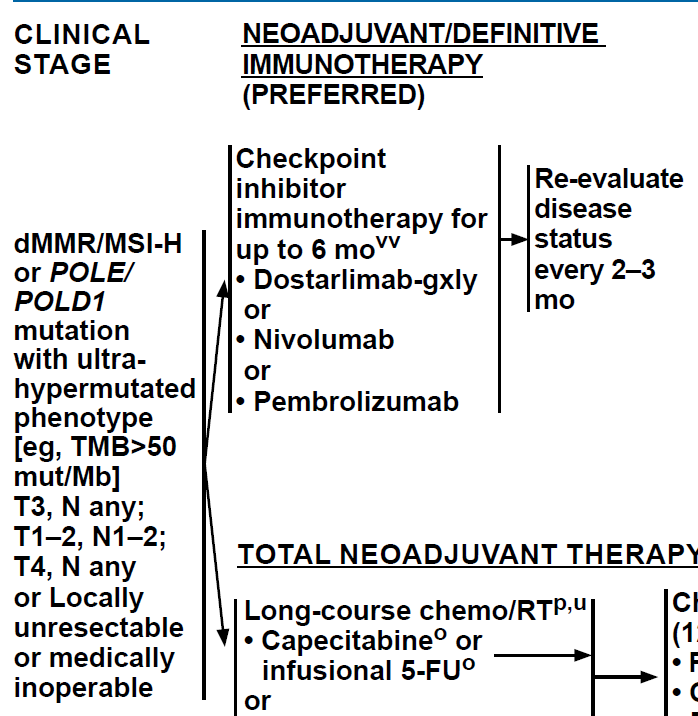 CLINICAL
STAGE
NEOADJUVANT/DEFINITIVE
IMMUNOTHERAPY
(PREFERRED)
Checkpoint
inhibitor
immunotherapy for
up to 6 moᵛᵛ
• Dostarlimab-gxly
or
• Nivolumab
or
• Pembrolizumab
Re-evaluate
disease
status
every 2–3
mo
dMMR/MSI-H
or POLE/
POLD1
mutation
with ultra-
hypermutated
phenotype
[eg, TMB>50
mut/Mb]
T3, N any;
T1–2, N1–2;
T4, N any
or Locally
unresectable
or medically
inoperable
TOTAL NEOADJUVANT THERAPY
Long-course chemo/RTᵖ,ᵘ
• Capecitabineᵒ or
infusional 5-FUᵒ
or